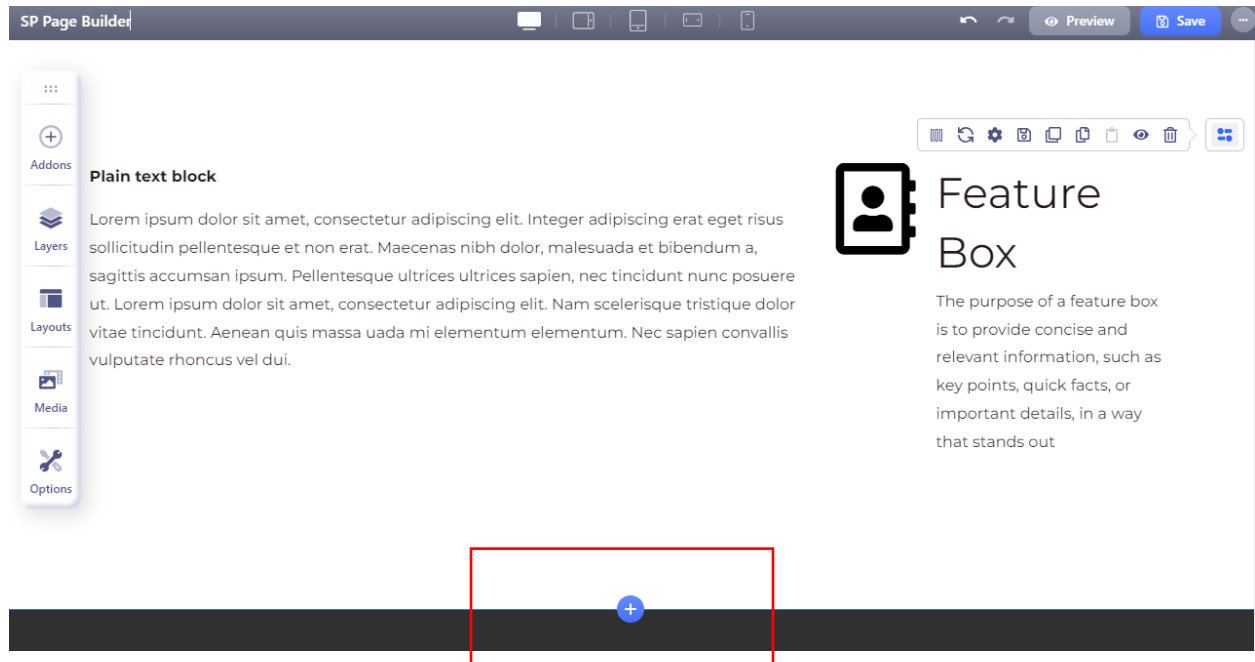 SP Page Builder
Preview
Save
Addons
Layers
Layouts
Media
Options
Plain text block
Lorem ipsum dolor sit amet, consectetur adipiscing elit. Integer adipiscing erat eget risus
sollicitudin pellentesque et non erat. Maecenas nibh dolor, malesuada et bibendum a,
sagittis accumsan ipsum. Pellentesque ultrices ultrices sapien, nec tincidunt nunc posuere
ut. Lorem ipsum dolor sit amet, consectetur adipiscing elit. Nam scelerisque tristique dolor
vitae tincidunt. Aenean quis massa uada mi elementum elementum. Nec sapien convallis
vulputate rhoncus vel dui.
Feature
Box
The purpose of a feature box
is to provide concise and
relevant information, such as
key points, quick facts, or
important details, in a way
that stands out